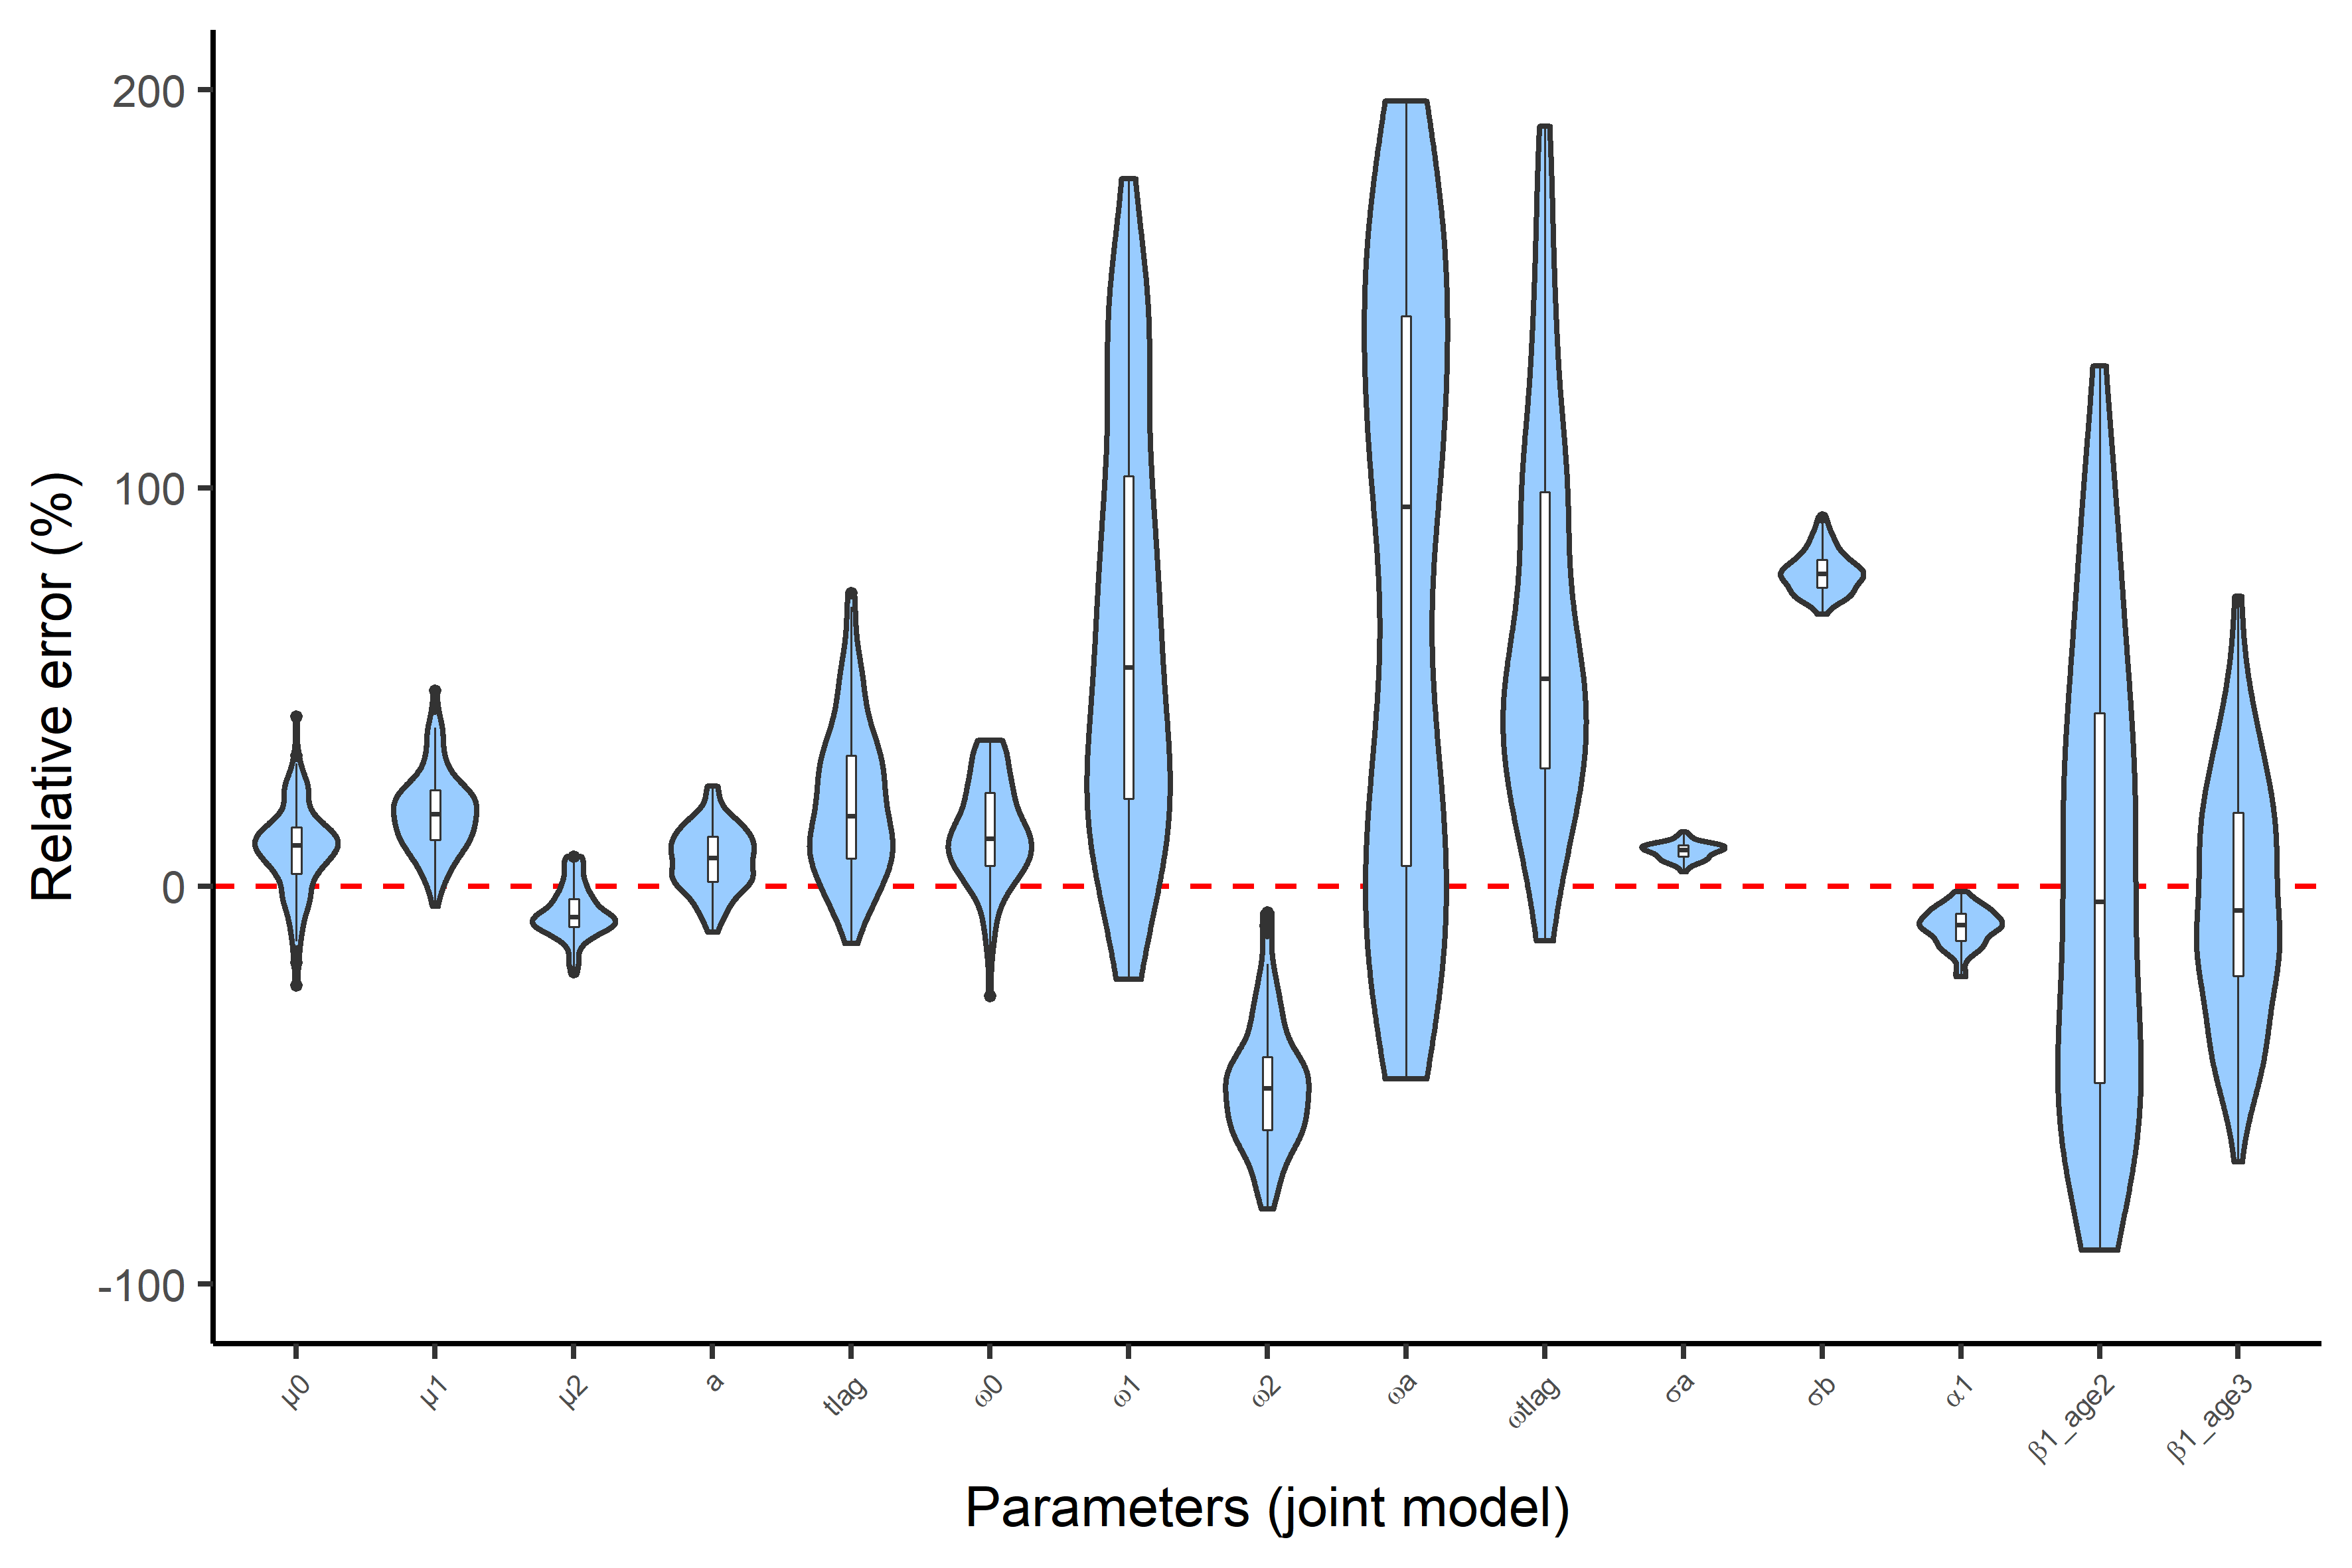 Relative error (%)
200
100
0
-100
μ0
μ1
μ2
a
tlag
ω0
ω1
ω2
ωa
ωtlag
σa
σb
α1
β1_age2
β1_age3
Parameters (joint model)